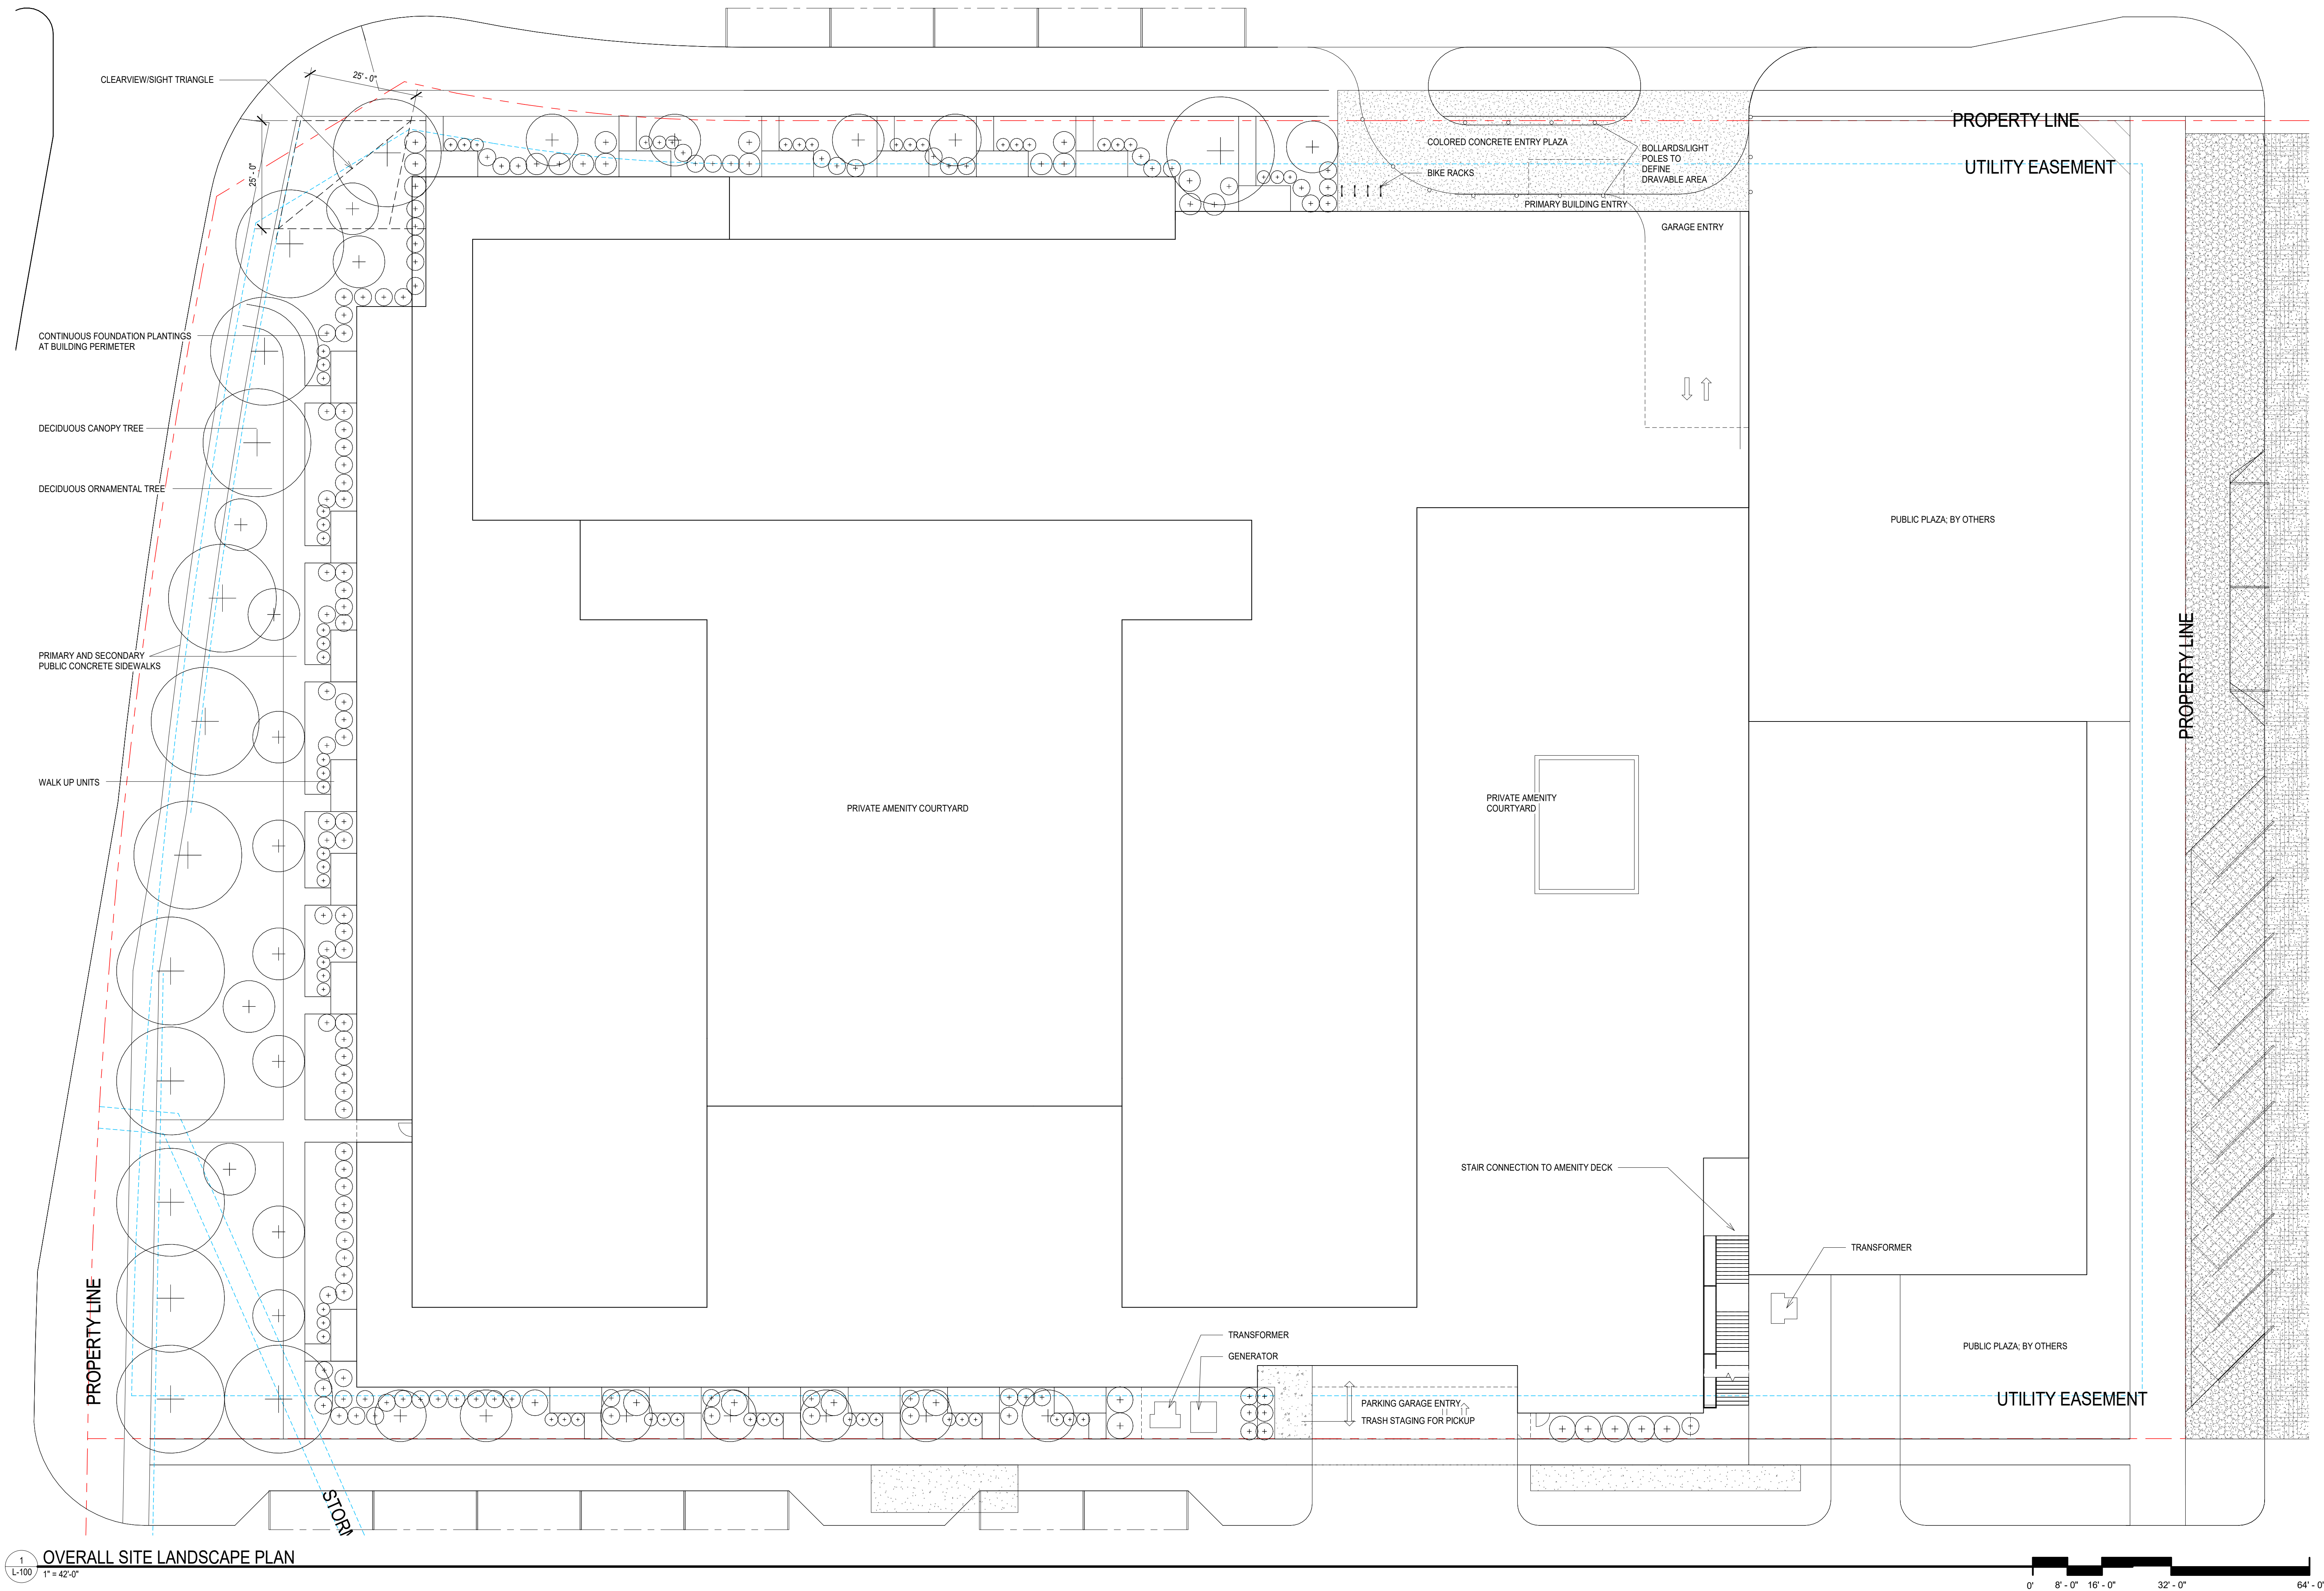 CLEARVIEW/SIGHT TRIANGLE
25' - 0"
25' - 0"
PROPERTY LINE
UTILITY EASEMENT
COLORED CONCRETE ENTRY PLAZA
BOLLARDS/LIGHT
POLES TO
DEFINE
DRAVABLE AREA
BIKE RACKS
PRIMARY BUILDING ENTRY
GARAGE ENTRY
CONTINUOUS FOUNDATION PLANTINGS
AT BUILDING PERIMETER
DECIDUOUS CANOPY TREE
DECIDUOUS ORNAMENTAL TREE
PUBLIC PLAZA; BY OTHERS
PRIMARY AND SECONDARY
PUBLIC CONCRETE SIDEWALKS
PROPERTY LINE
WALK UP UNITS
PRIVATE AMENITY COURTYARD
PRIVATE AMENITY
COURTYARD
STAIR CONNECTION TO AMENITY DECK
TRANSFORMER
PROPERTY LINE
TRANSFORMER
GENERATOR
PUBLIC PLAZA; BY OTHERS
PARKING GARAGE ENTRY
TRASH STAGING FOR PICKUP
UTILITY EASEMENT
STORM
1
L-100
OVERALL SITE LANDSCAPE PLAN
1" = 42'-0"
0' 8' - 0" 16' - 0" 32' - 0" 64' - 0"